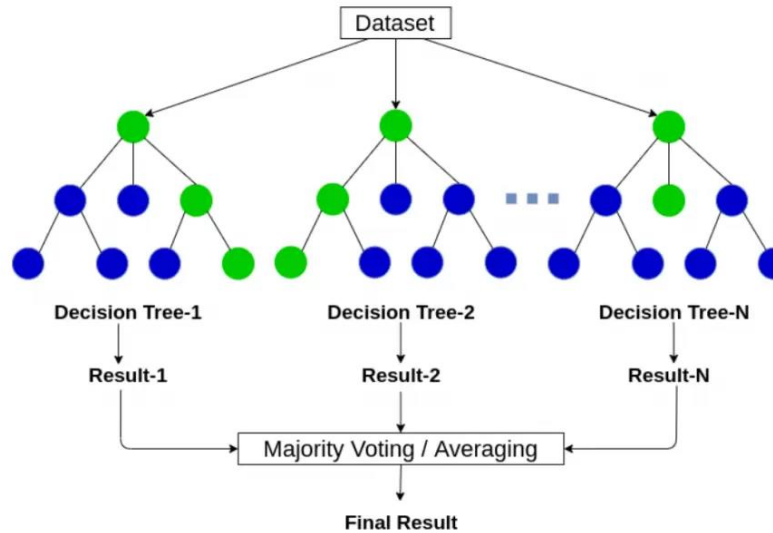 Dataset
Decision Tree-1
Decision Tree-2
Decision Tree-N
Result-1
Result-2
Result-N
Majority Voting / Averaging
Final Result